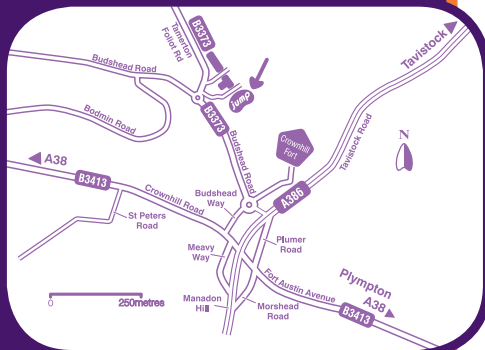 B3373
Tamerton
Foliot Rd
Tavistock
Budshead Road
jump
B3373
Bodmin Road
Budshead Road
Crownhill
Fort
Tavistock Road
N
A38
B3413
Crownhill Road
Budshead
Way
A386
St Peters
Road
Plumer
Road
Meavy
Way
Fort Austin Avenue
Plympton
A38
250metres
0
Manadon
Hill
Morshead
Road
B3413